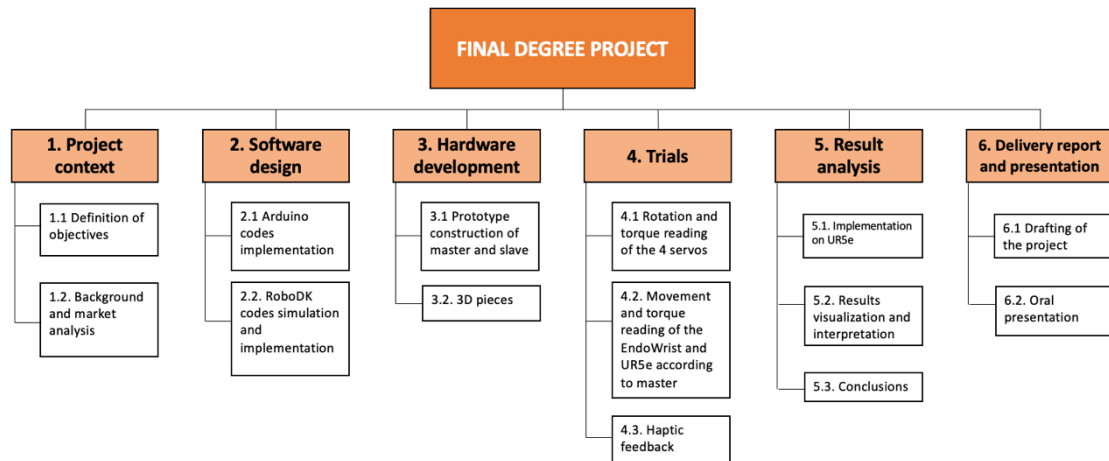 FINAL DEGREE PROJECT
1. Project
context
1.1 Definition of
objectives
1.2. Background
and market
analysis
2. Software
design
2.1 Arduino
codes
implementation
2.2. RoboDK
codes simulation
and
implementation
3. Hardware
development
3.1 Prototype
construction of
master and slave
3.2. 3D pieces
4. Trials
4.1 Rotation and
torque reading
of the 4 servos
4.2. Movement
and torque
reading of the
EndoWrist and
UR5e according
to master
4.3. Haptic
feedback
5. Result
analysis
5.1. Implementation
on UR5e
5.2. Results
visualization and
interpretation
5.3. Conclusions
6. Delivery report
and presentation
6.1 Drafting of
the project
6.2. Oral
presentation